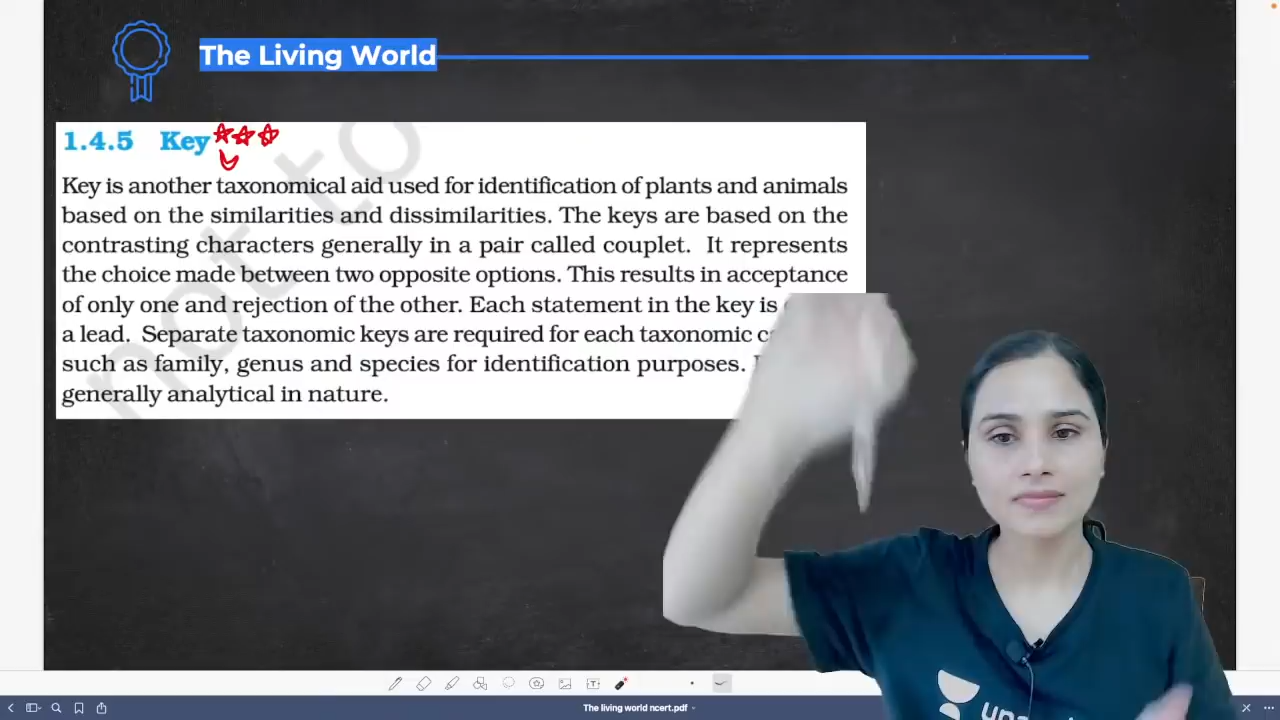 The Living World
1.4.5 Key
Key is another taxonomical aid used for identification of plants and animals
based on the similarities and dissimilarities. The keys are based on the
contrasting characters generally in a pair called couplet. It represents
the choice made between two opposite options. This results in acceptance
of only one and rejection of the other. Each statement in the key is
a lead. Separate taxonomic keys are required for each taxonomic
such as family, genus and species for identification purposes.
generally analytical in nature.
not to
The living world ncert.pdf